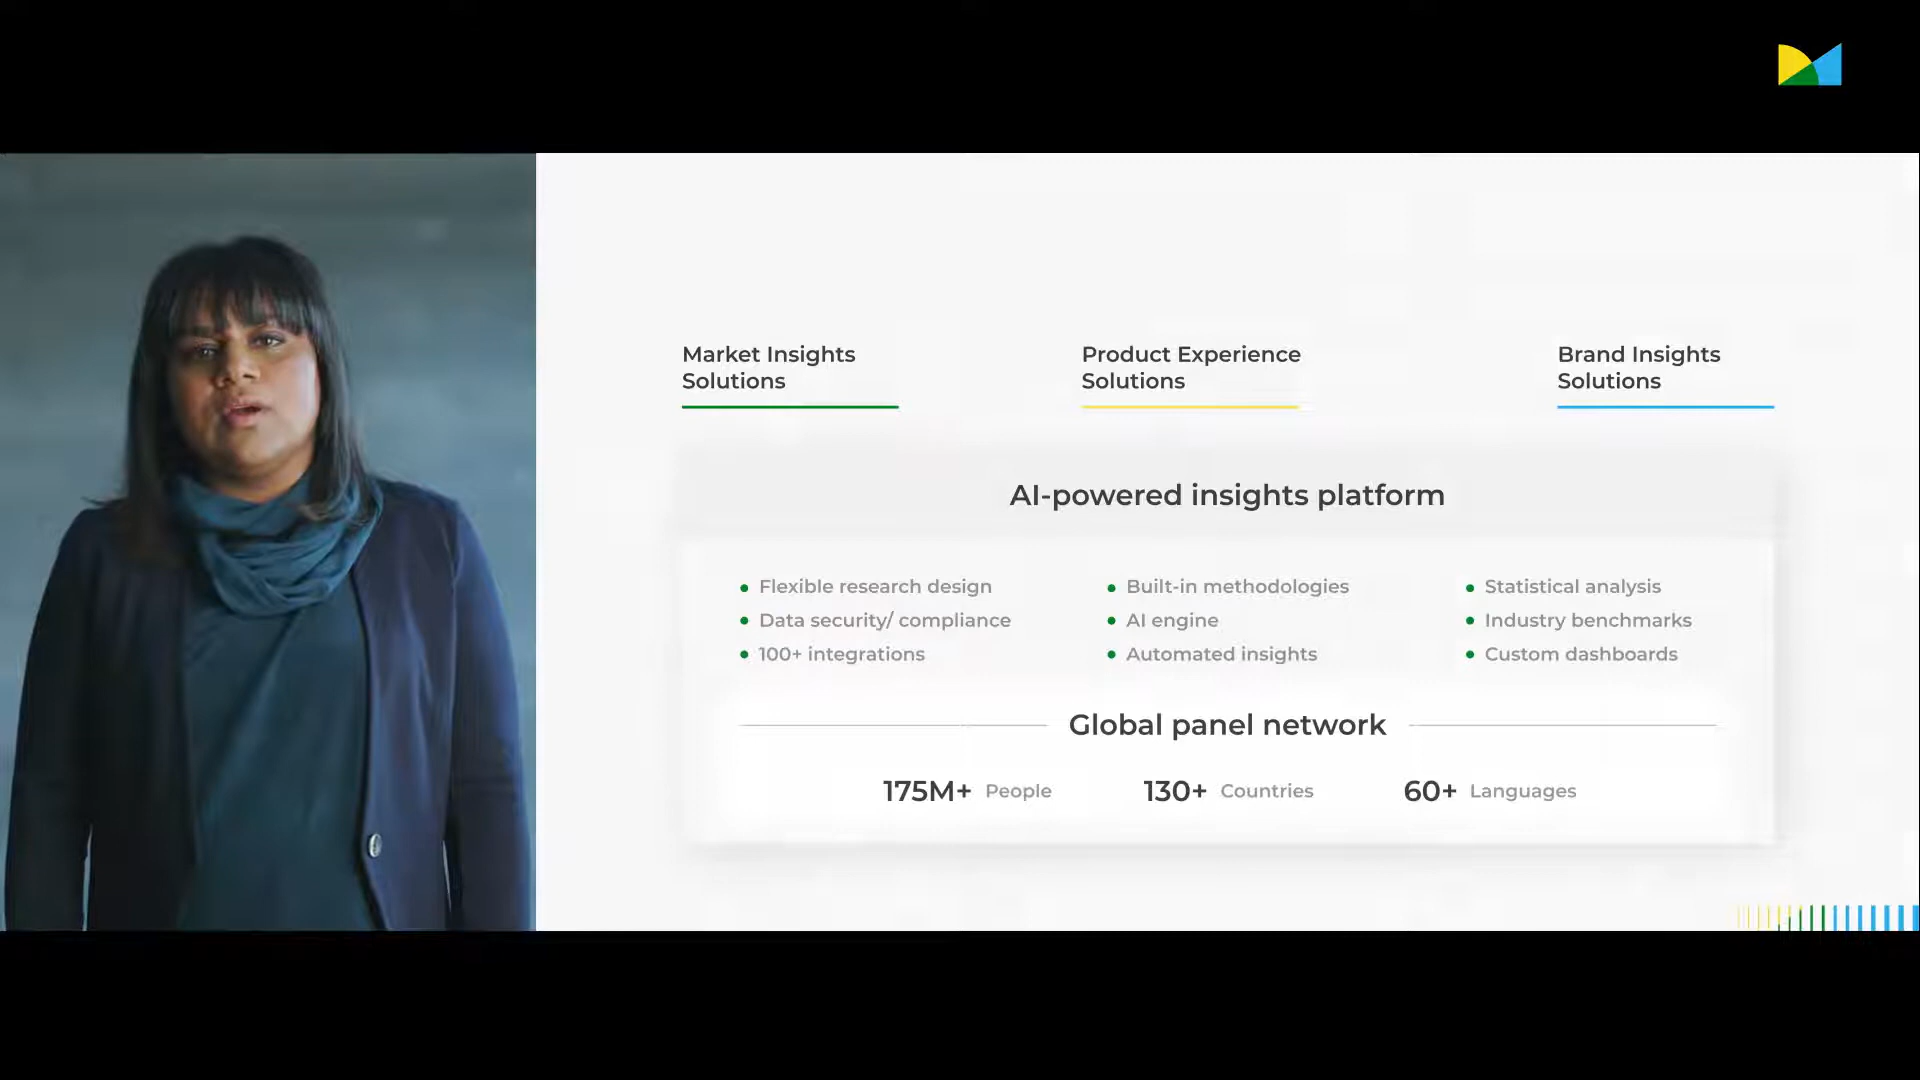 Market Insights
Solutions
Product Experience
Solutions
Brand Insights
Solutions
AI-powered insights platform
Flexible research design
Data security/ compliance
100+ integrations
Built-in methodologies
AI engine
Automated insights
Statistical analysis
Industry benchmarks
Custom dashboards
Global panel network
175M+ People
130+ Countries
60+ Languages